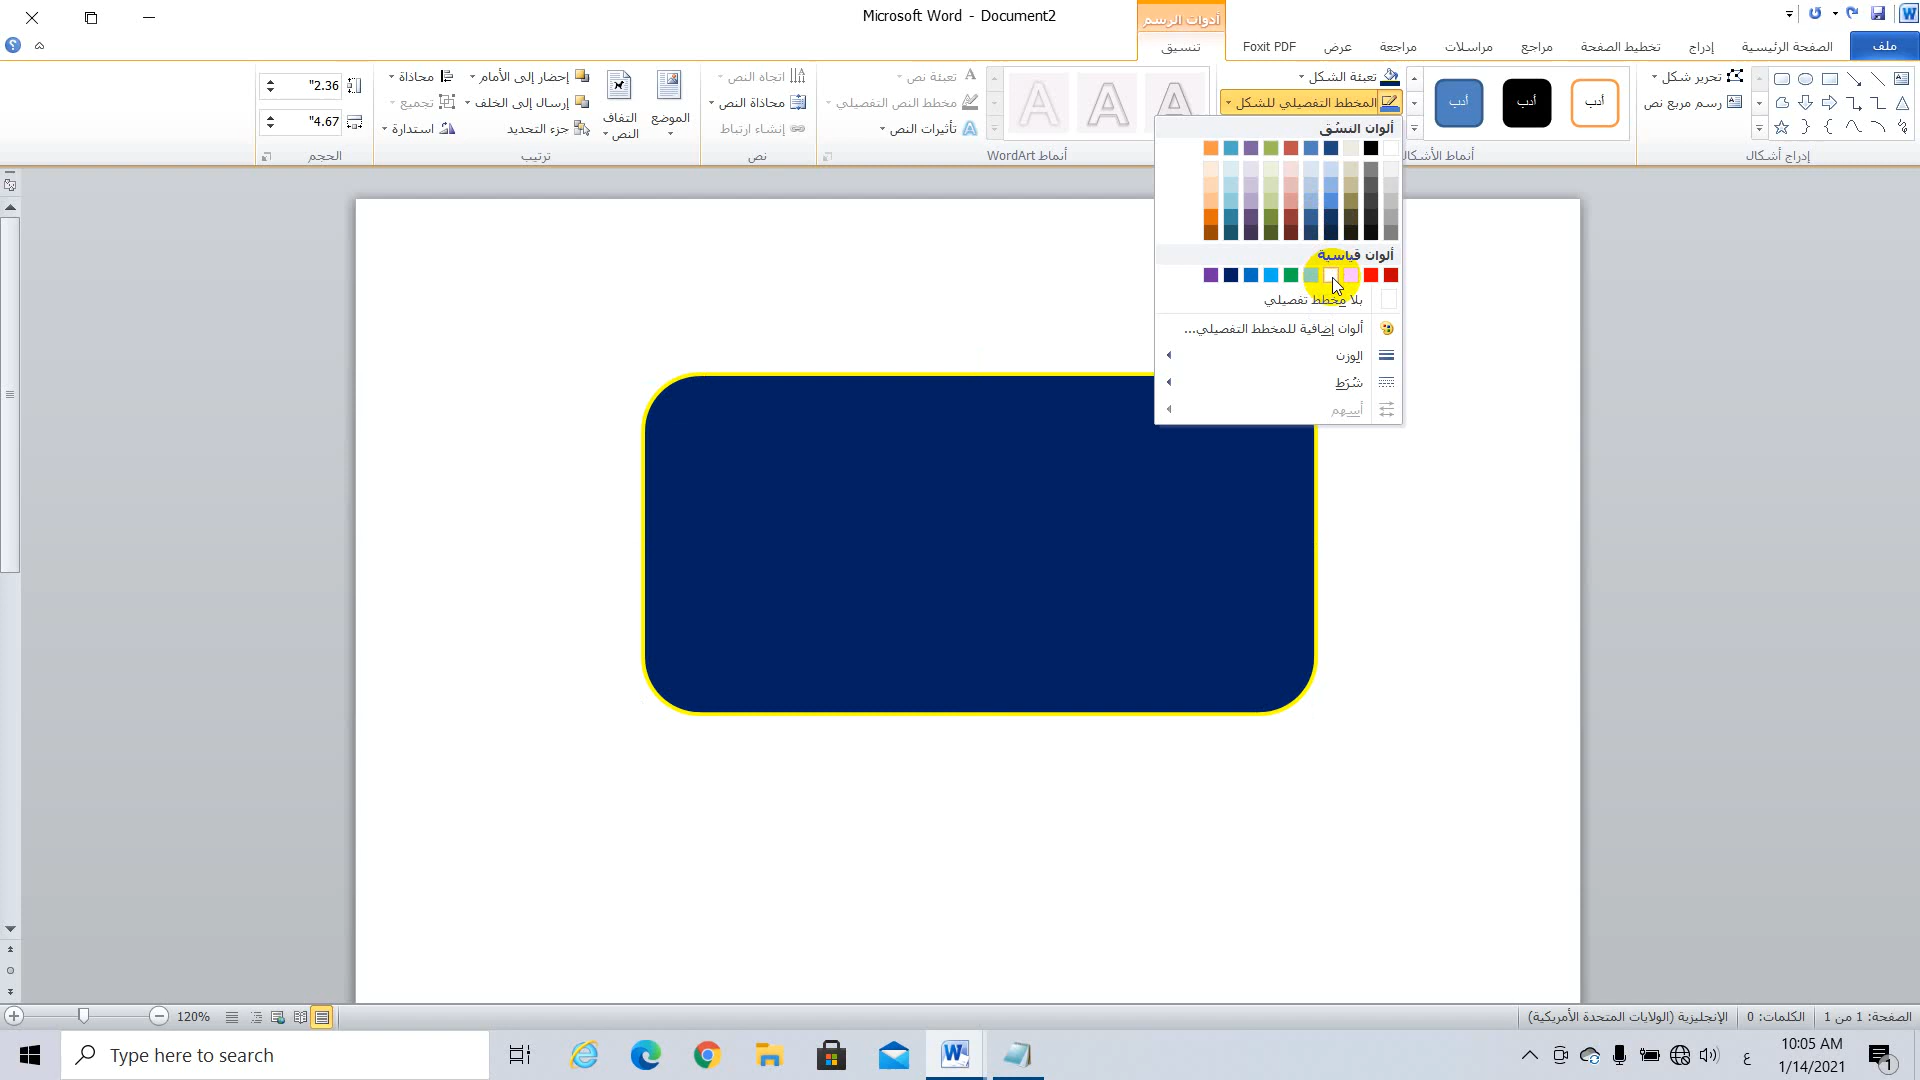 Microsoft Word - Document2
أدوات الرسم
ملف
الصفحة الرئيسية
إدراج
تخطيط الصفحة
مراجع
مراسلات
مراجعة
عرض
Foxit PDF
تنسيق
تحرير شكل
رسم مربع نص
إدراج أشكال
أدب
أدب
أدب
أنماط الأشكال
تعبئة الشكل
المخطط التفصيلي للشكل
أنماط WordArt
تعبئة نص
مخطط النص التفصيلي
تأثيرات النص
اتجاه النص
محاذاة النص
إنشاء ارتباط
نص
الموضع
التفاف
النص
إحضار إلى الأمام
إرسال إلى الخلف
جزء التحديد
محاذاة
تجميع
استدارة
ترتيب
2.36"
4.67"
الحجم
ألوان النسُق
ألوان قياسية
بلا مخطط تفصيلي
ألوان إضافية للمخطط التفصيلي...
الوزن
شُرَط
أسهم
الصفحة: 1 من 1
الكلمات: 0
الإنجليزية (الولايات المتحدة الأمريكية)
120%
Type here to search
ع
10:05 AM
1/14/2021
1